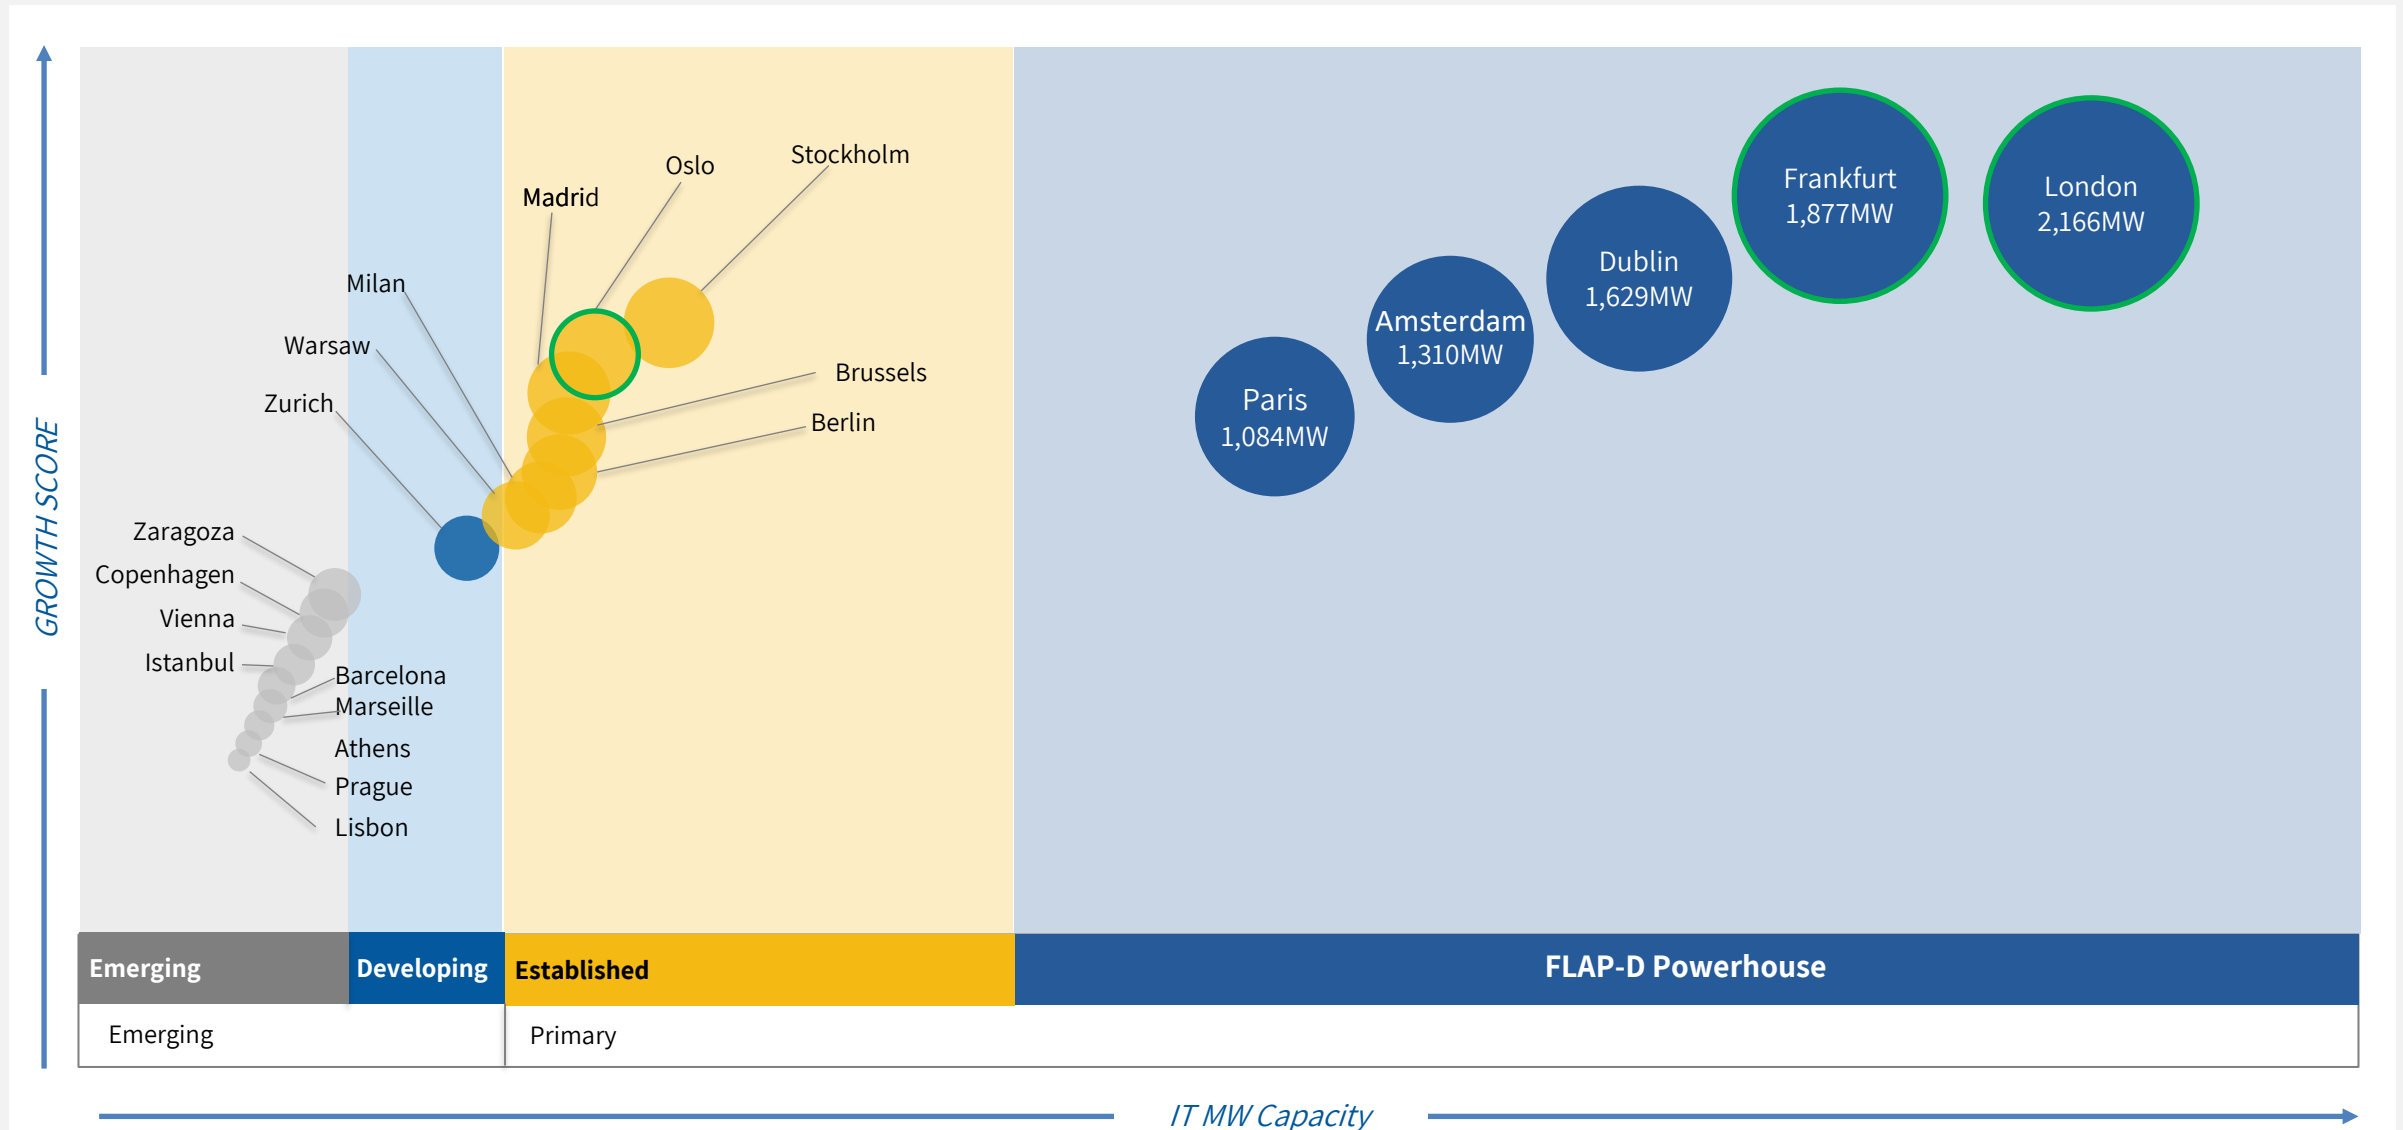 Oslo
Stockholm
Madrid
Milan
Warsaw
Zurich
Brussels
Berlin
Zaragoza
Copenhagen
Vienna
Istanbul
Barcelona
Marseille
Athens
Prague
Lisbon
Paris
1,084MW
Amsterdam
1,310MW
Dublin
1,629MW
Frankfurt
1,877MW
London
2,166MW
GROWTH SCORE
Emerging
Developing
Established
FLAP-D Powerhouse
Emerging
Primary
IT MW Capacity